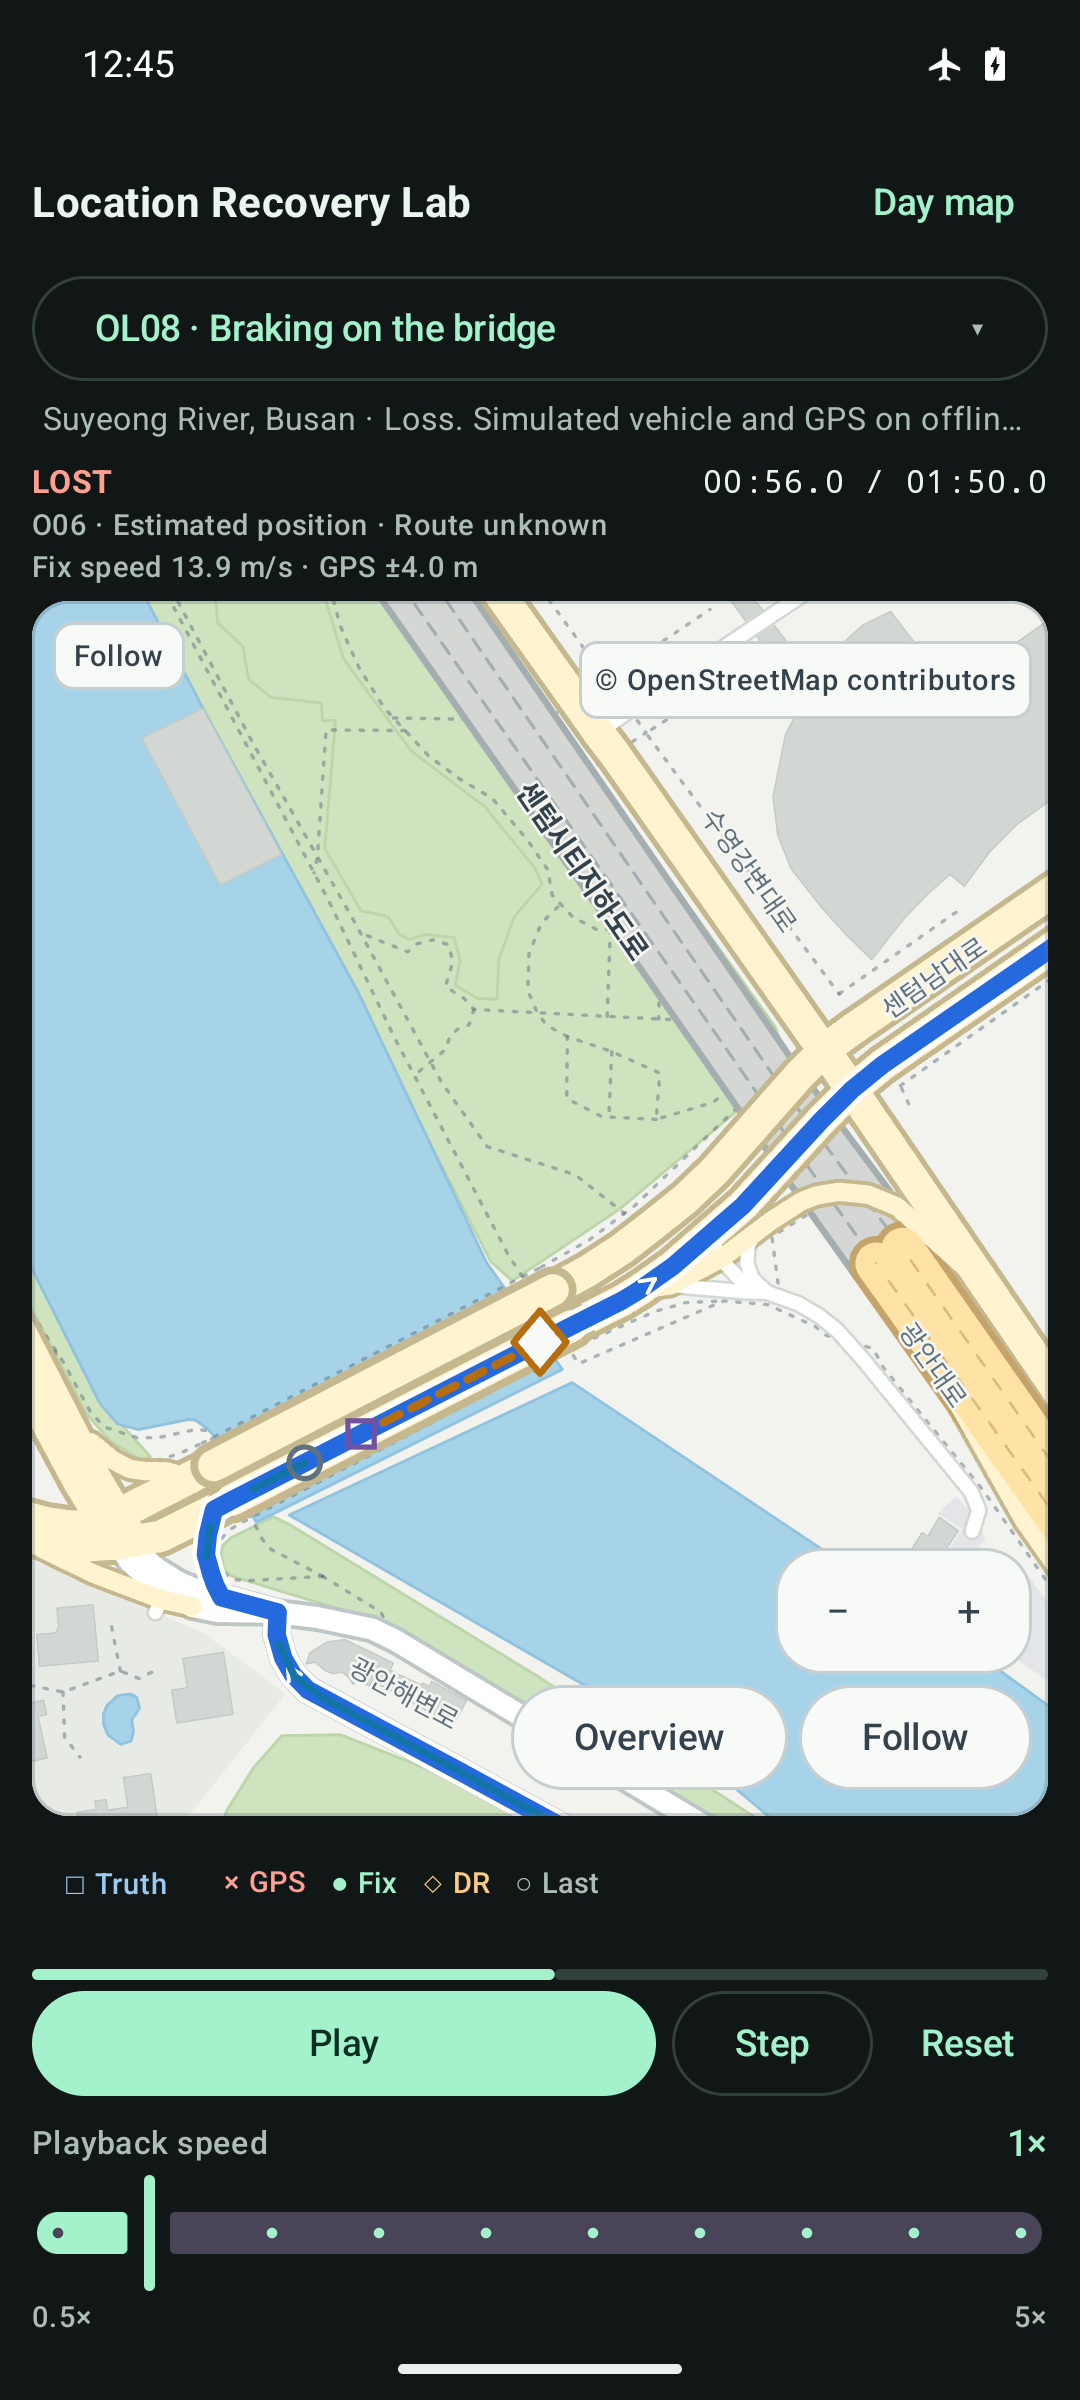 12:45
Location Recovery Lab
Day map
OL08 · Braking on the bridge
Suyeong River, Busan · Loss. Simulated vehicle and GPS on offlin…
LOST
00:56.0 / 01:50.0
O06 · Estimated position · Route unknown
Fix speed 13.9 m/s · GPS ±4.0 m
Follow
© OpenStreetMap contributors
센텀시티지하도로
수영강변대로
센텀남대로
광안대로
광안해변로
− +
Overview
Follow
□ Truth × GPS ● Fix ◇ DR ○ Last
Play
Step
Reset
Playback speed
1×
0.5×
5×